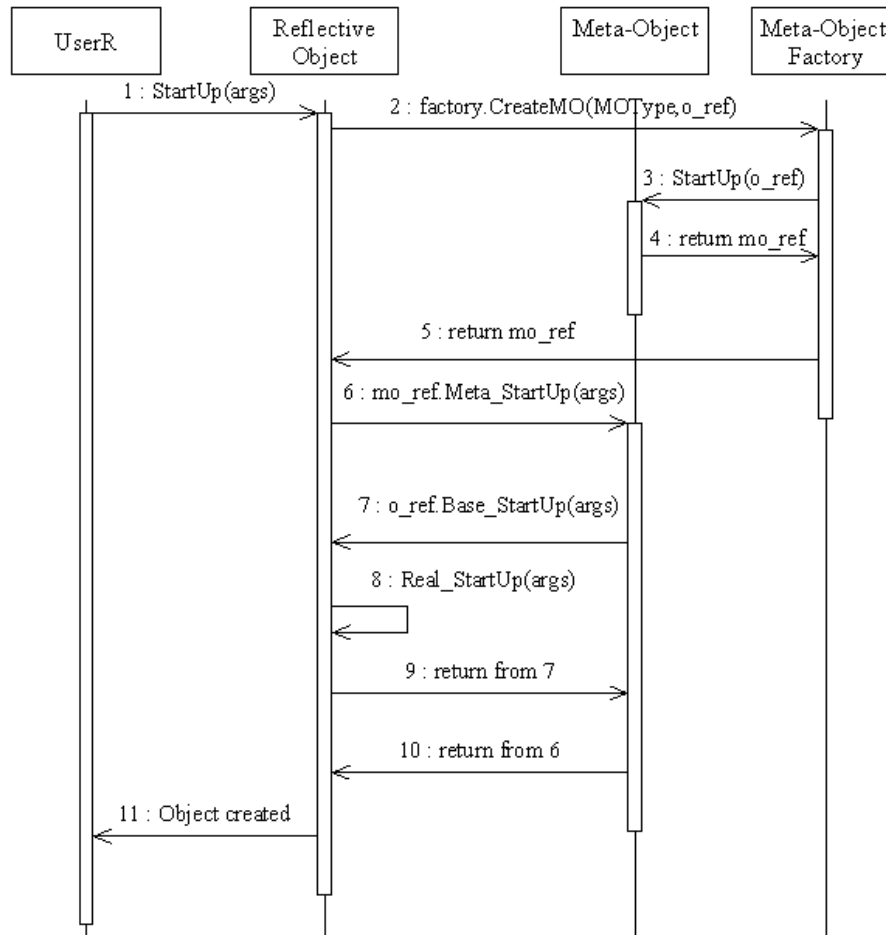 UserR
Reflective
Object
Meta-Object
Meta-Object
Factory
1 : StartUp(args)
2 : factory.CreateMO(MOType,o_ref)
3 : StartUp(o_ref)
4 : return mo_ref
5 : return mo_ref
6 : mo_ref.Meta_StartUp(args)
7 : o_ref.Base_StartUp(args)
8 : Real_StartUp(args)
9 : return from 7
10 : return from 6
11 : Object created